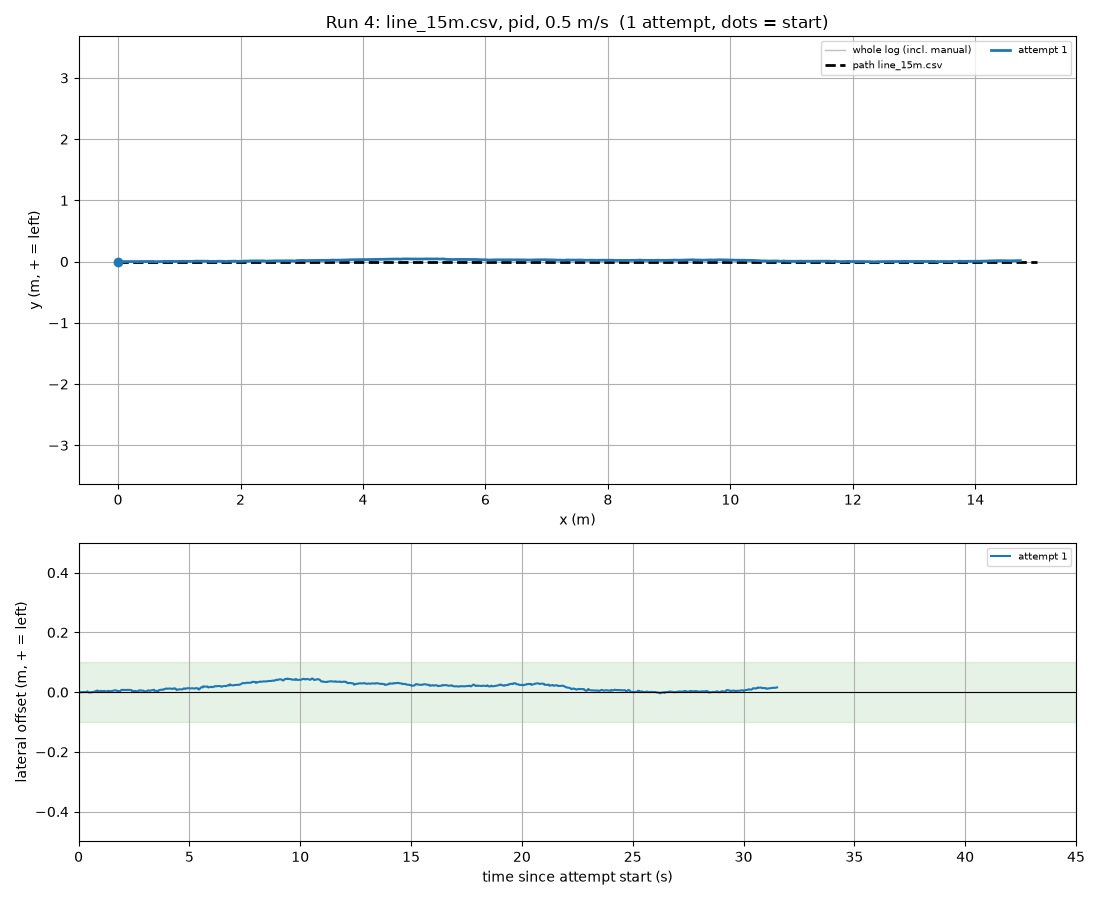 Run 4: line_15m.csv, pid, 0.5 m/s  (1 attempt, dots = start)
whole log (incl. manual)
path line_15m.csv
attempt 1
y (m, + = left)
3
2
1
0
−1
−2
−3
0 2 4 6 8 10 12 14
x (m)
attempt 1
lateral offset (m, + = left)
0.4
0.2
0.0
−0.2
−0.4
0 5 10 15 20 25 30 35 40 45
time since attempt start (s)